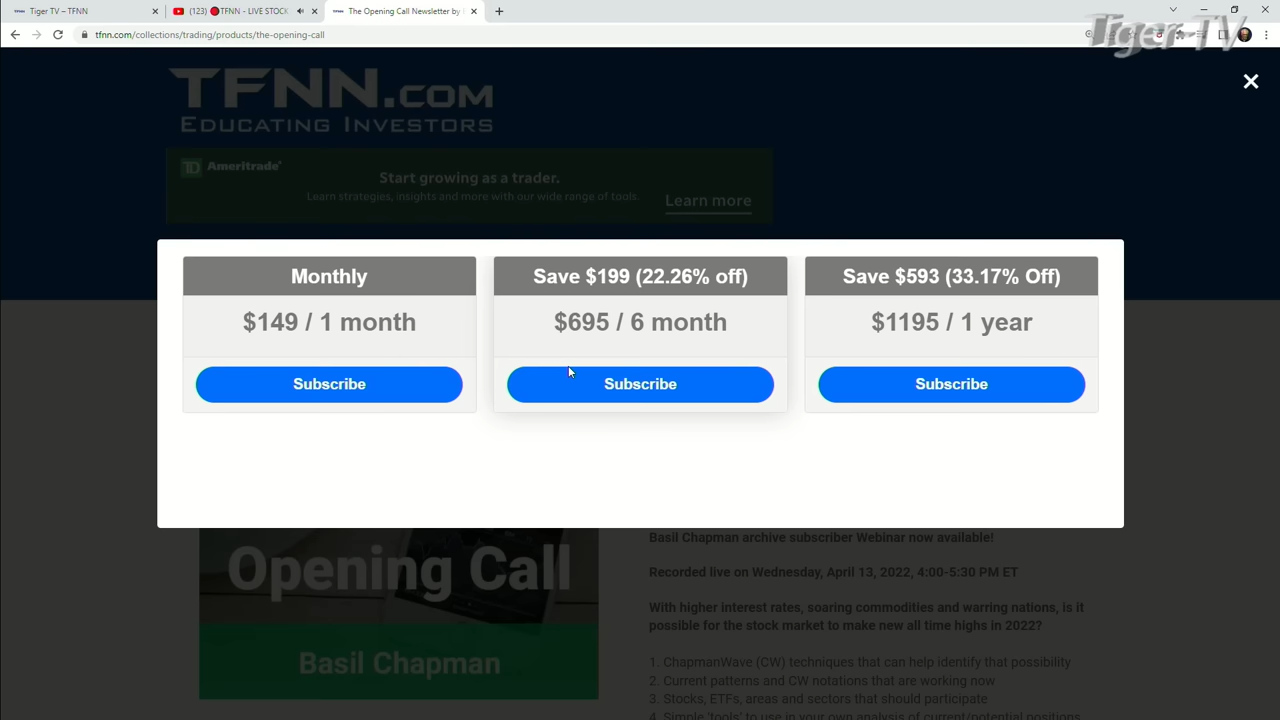 Tiger TV – TFNN
(123) 🔴TFNN - LIVE STOCK
The Opening Call Newsletter by
tfnn.com/collections/trading/products/the-opening-call
Tiger TV
TFNN.COM
EDUCATING INVESTORS
TD Ameritrade
Start growing as a trader.
Learn strategies, insights and more with our wide range of tools.
Learn more
Monthly
$149 / 1 month
Subscribe
Save $199 (22.26% off)
$695 / 6 month
Subscribe
Save $593 (33.17% Off)
$1195 / 1 year
Subscribe
Opening Call
Basil Chapman
Basil Chapman archive subscriber Webinar now available!
Recorded live on Wednesday, April 13, 2022, 4:00-5:30 PM ET
With higher interest rates, soaring commodities and warring nations, is it
possible for the stock market to make new all time highs in 2022?
1. ChapmanWave (CW) techniques that can help identify that possibility
2. Current patterns and CW notations that are working now
3. Stocks, ETFs, areas and sectors that should participate
4. Simple 'tools' to use in your own analysis of current/potential positions